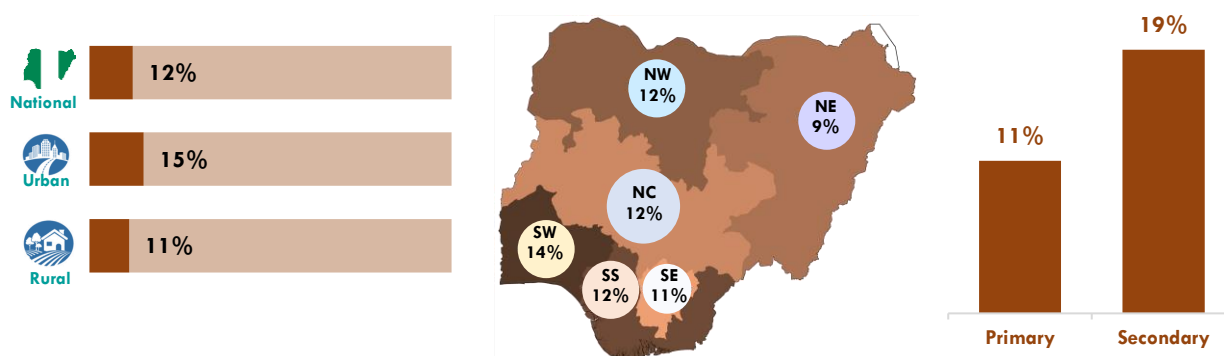 12%
National
15%
Urban
11%
Rural
NW
12%
NE
9%
NC
12%
SW
14%
SS
12%
SE
11%
11%
19%
Primary
Secondary